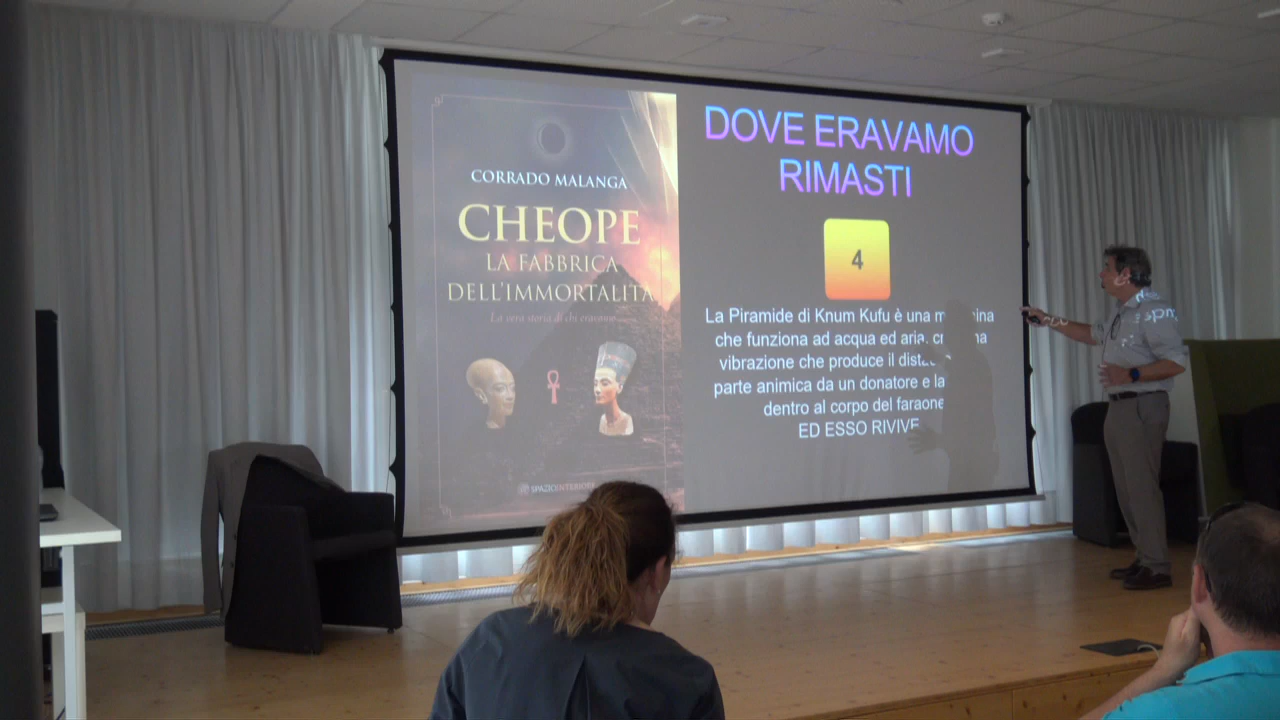 CORRADO MALANGA
CHEOPE
LA FABBRICA
DELL'IMMORTALITÀ
La vera storia di chi eravamo
SPAZIOINTERIORE
DOVE ERAVAMO
RIMASTI
4
La Piramide di Knum Kufu è una
che funziona ad acqua ed aria,
vibrazione che produce il
parte animica da un donatore e la
dentro al corpo del faraone
ED ESSO RIVIVE